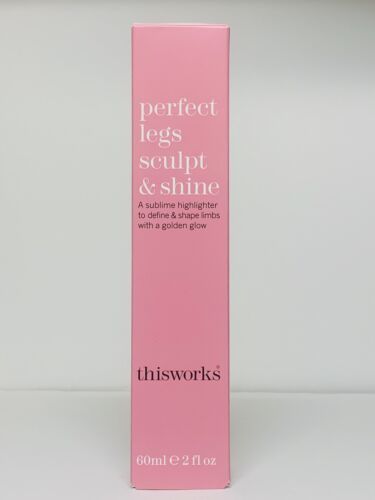 perfect
legs
sculpt
& shine
A sublime highlighter
to define & shape limbs
with a golden glow
thisworks®
60ml ℮ 2 fl oz